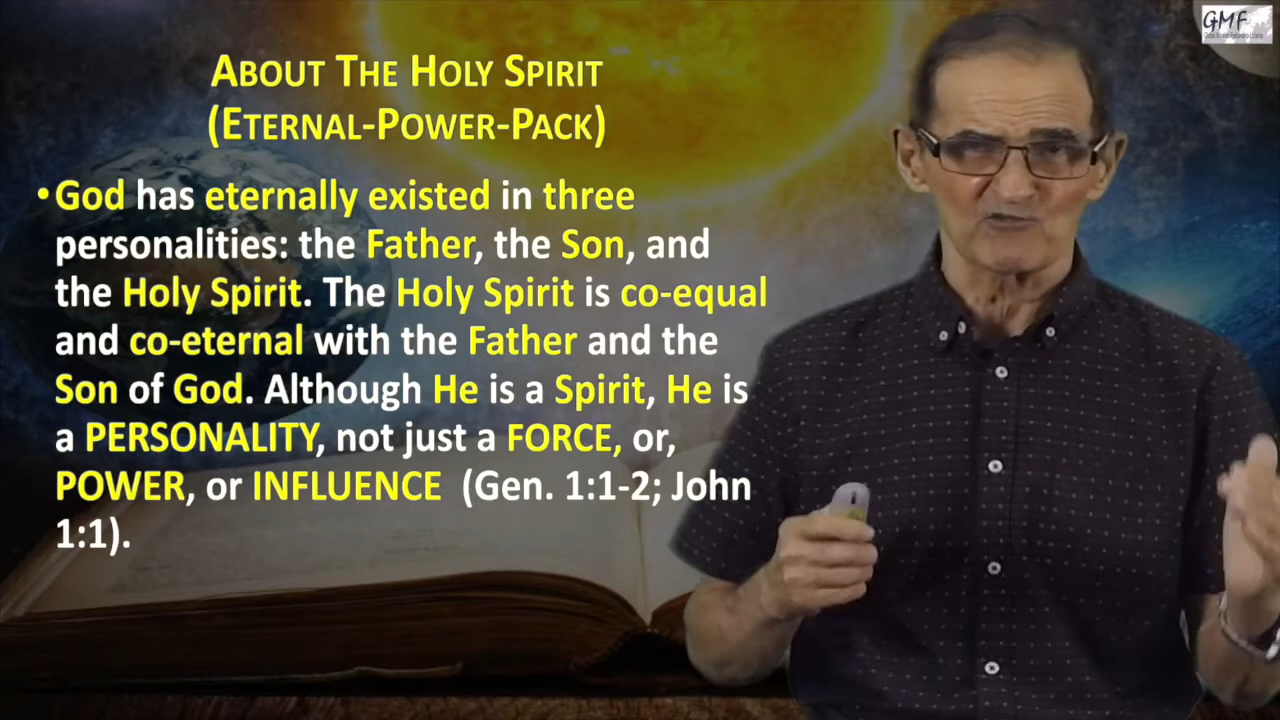 ABOUT THE HOLY SPIRIT
(ETERNAL-POWER-PACK)
• God has eternally existed in three
personalities: the Father, the Son, and
the Holy Spirit. The Holy Spirit is co-equal
and co-eternal with the Father and the
Son of God. Although He is a Spirit, He is
a PERSONALITY, not just a FORCE, or,
POWER, or INFLUENCE (Gen. 1:1-2; John
1:1).
GMF